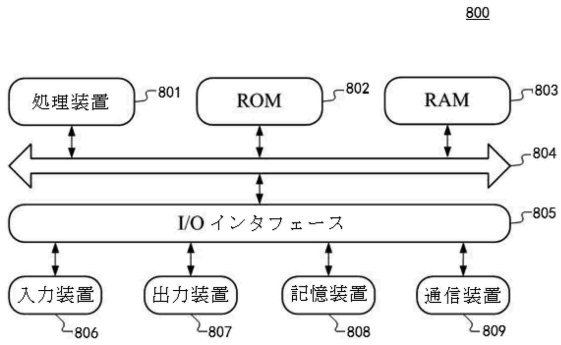 800
処理装置
801
ROM
802
RAM
803
804
I/O インタフェース
805
入力装置
806
出力装置
807
記憶装置
808
通信装置
809